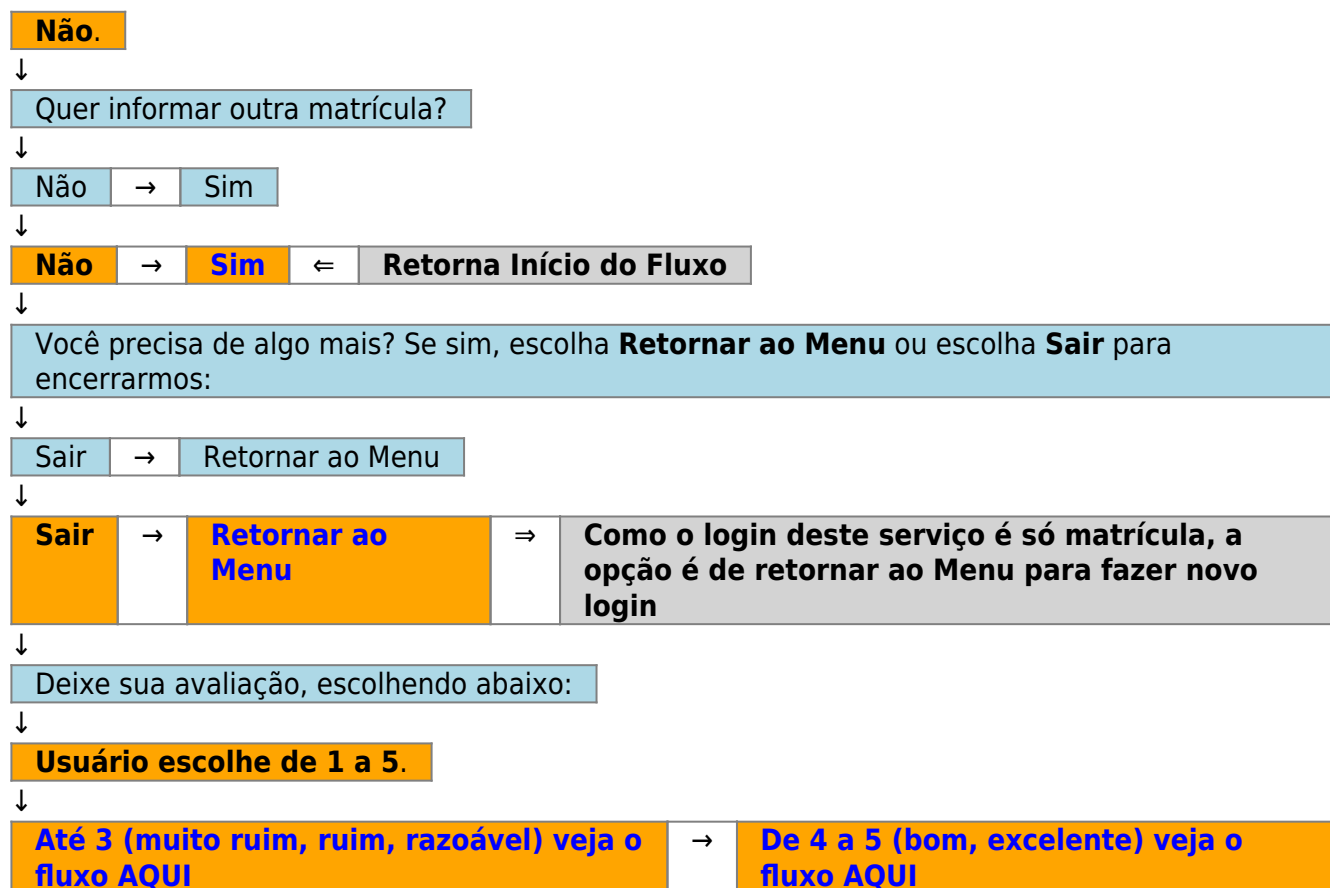 Não.
↓
Quer informar outra matrícula?
↓
Não → Sim
↓
Não → Sim ⇐ Retorna Início do Fluxo
↓
Você precisa de algo mais? Se sim, escolha Retornar ao Menu ou escolha Sair para
encerrarmos:
↓
Sair → Retornar ao Menu
↓
Sair → Retornar ao Menu ⇒ Como o login deste serviço é só matrícula, a
opção é de retornar ao Menu para fazer novo
login
↓
Deixe sua avaliação, escolhendo abaixo:
↓
Usuário escolhe de 1 a 5.
↓
Até 3 (muito ruim, ruim, razoável) veja o
fluxo AQUI
→
De 4 a 5 (bom, excelente) veja o
fluxo AQUI